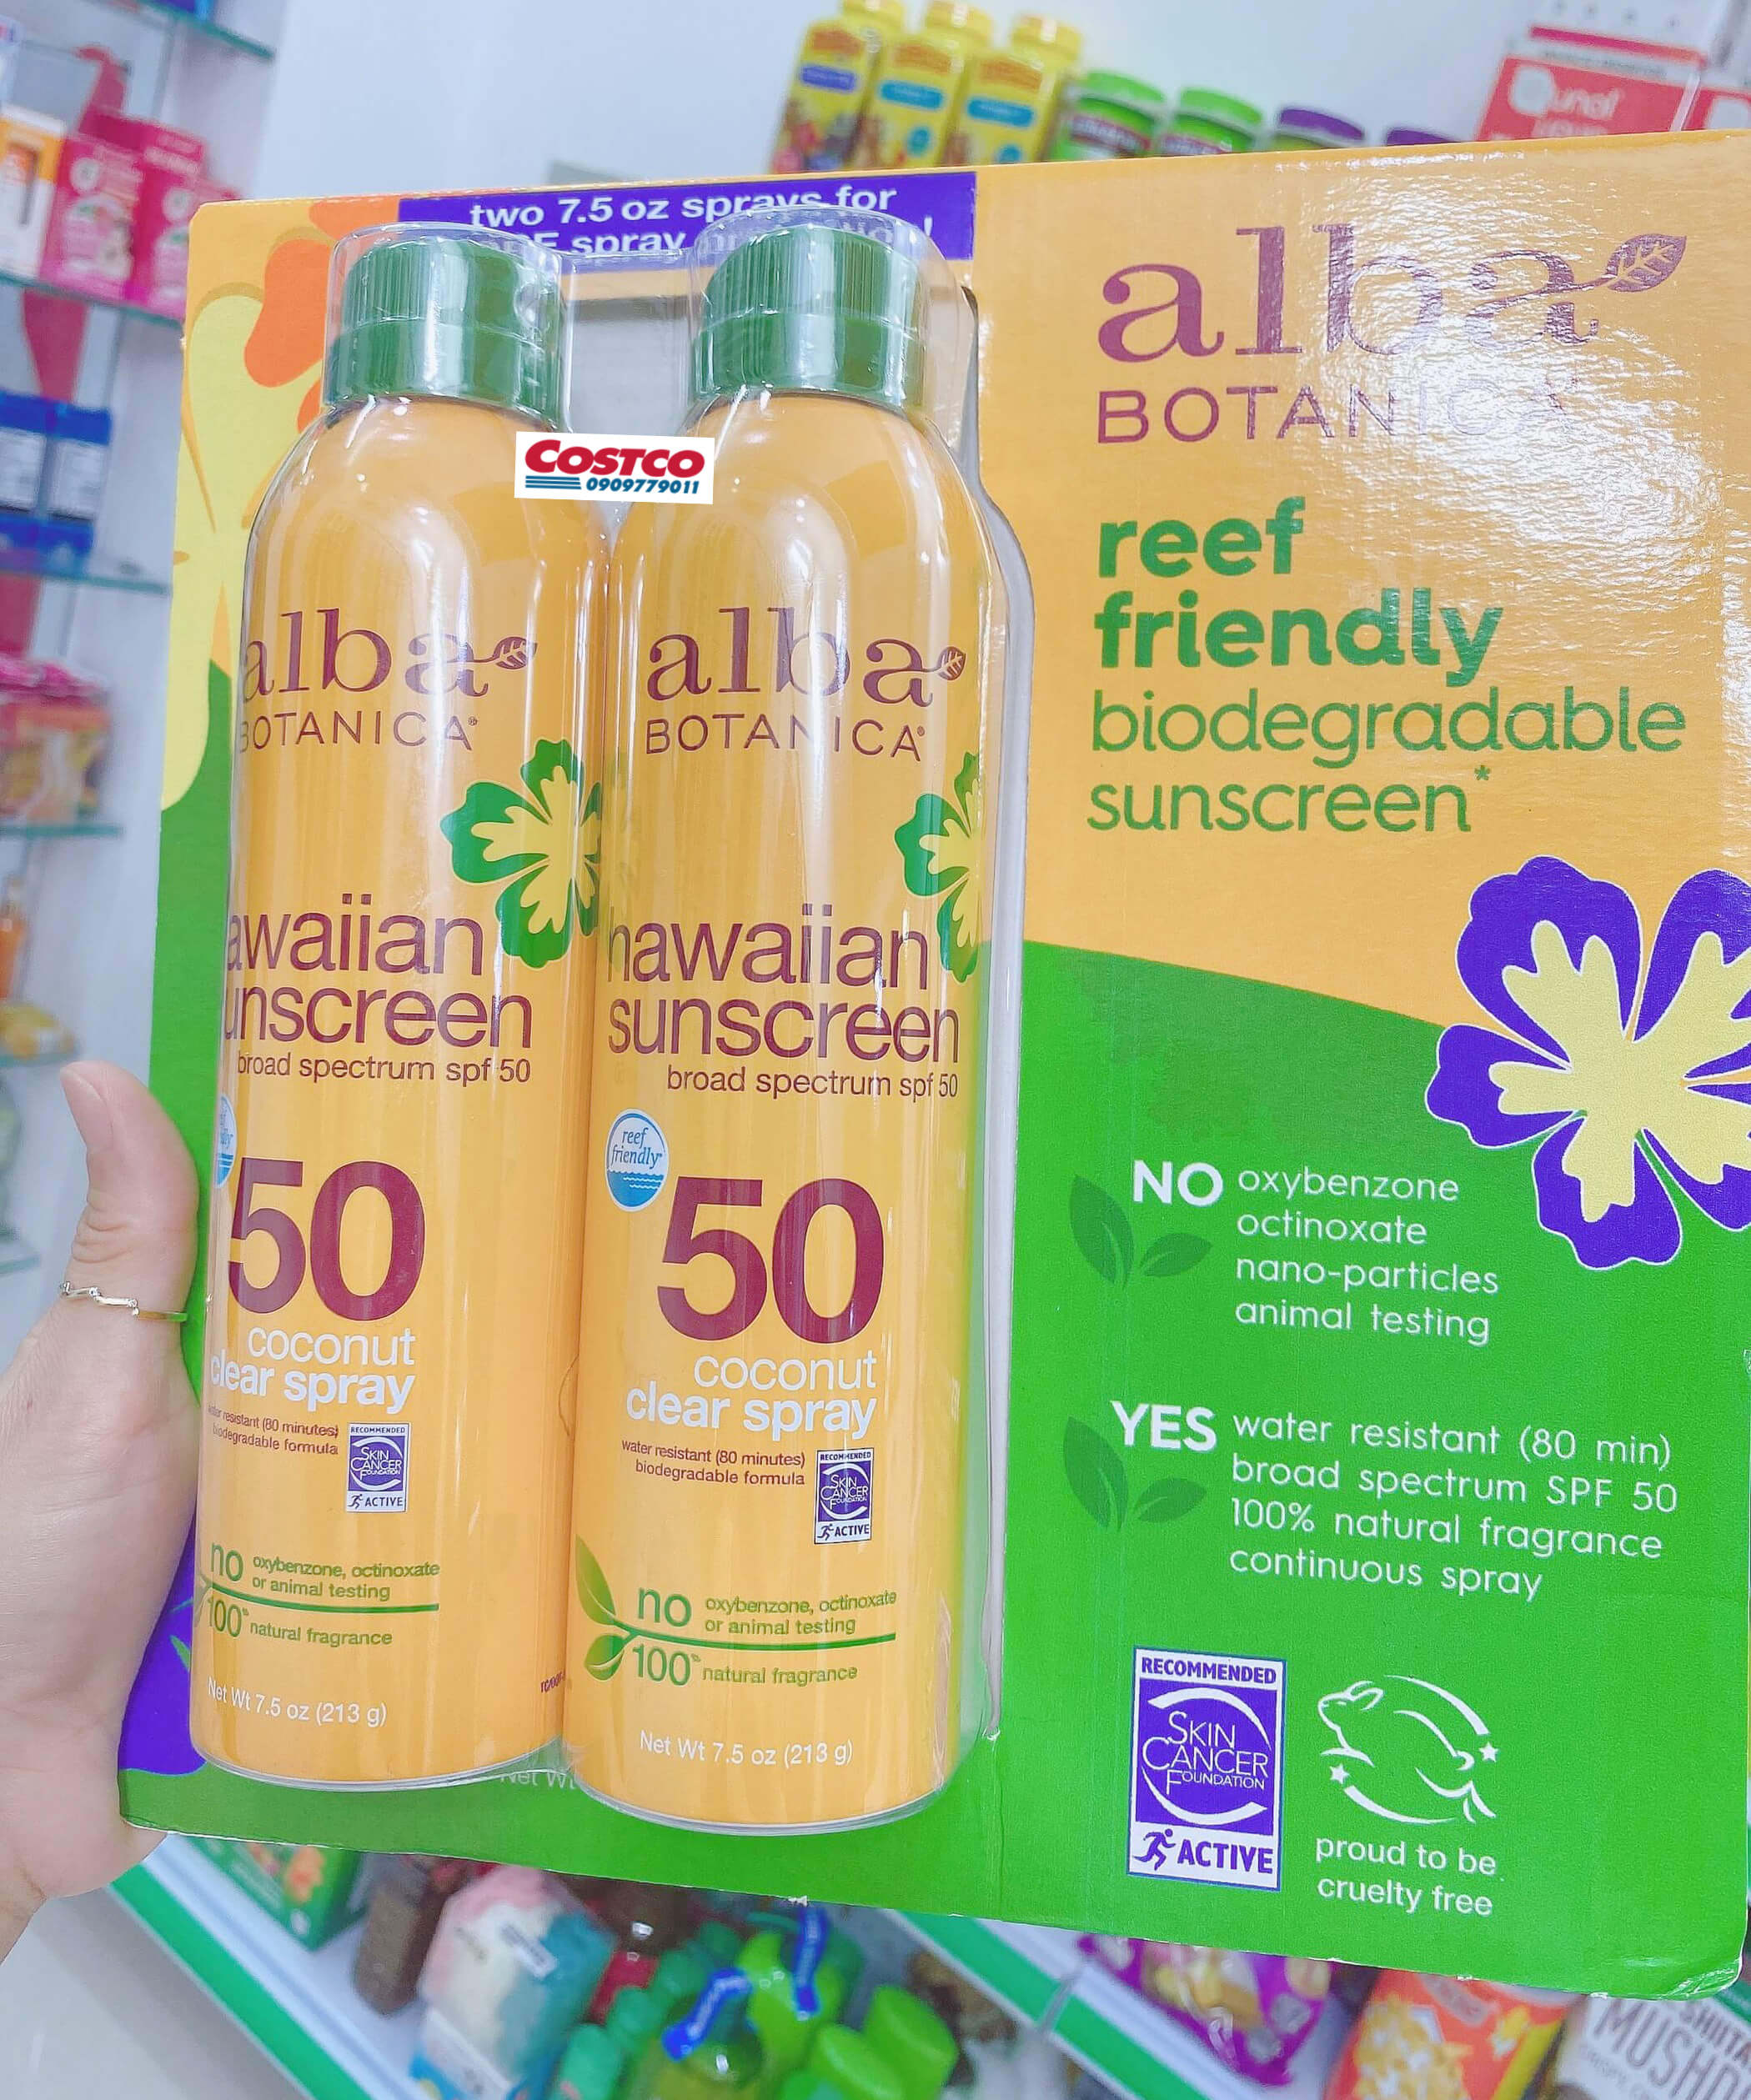 two 7.5 oz sprays for
spray
alba
BOTANICA
reef
friendly
biodegradable
sunscreen*
NO oxybenzone
octinoxate
nano-particles
animal testing
YES water resistant (80 min)
broad spectrum SPF 50
100% natural fragrance
continuous spray
RECOMMENDED
SKIN
CANCER
FOUNDATION
ACTIVE
proud to be
cruelty free
COSTCO
0909779011
alba
BOTANICA®
awaiian
unscreen
broad spectrum spf 50
50
coconut
clear spray
resistant (80 minutes)
biodegradable formula
RECOMMENDED
SKIN
CANCER
FOUNDATION
ACTIVE
no oxybenzone, octinoxate
or animal testing
100% natural fragrance
Net Wt 7.5 oz (213 g)
alba
BOTANICA®
hawaiian
sunscreen
broad spectrum spf 50
reef
friendly*
50
coconut
clear spray
water resistant (80 minutes)
biodegradable formula
RECOMMENDED
SKIN
CANCER
FOUNDATION
ACTIVE
no oxybenzone, octinoxate
or animal testing
100% natural fragrance
Net Wt 7.5 oz (213 g)
Net